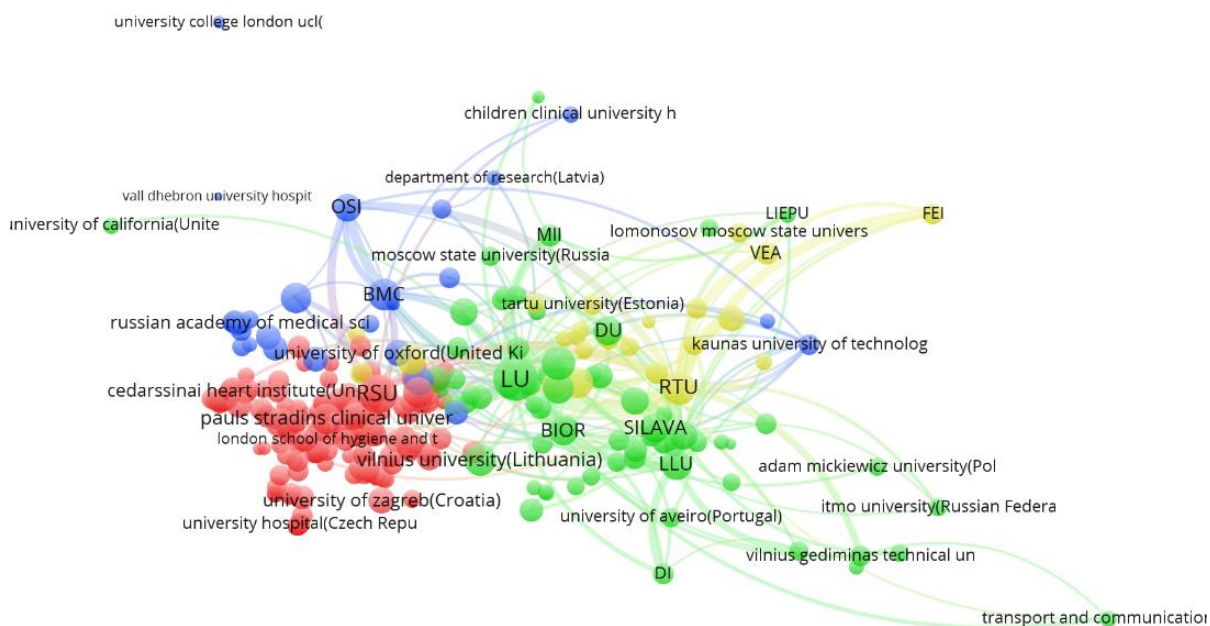 university college london ucl(
children clinical university h
department of research(Latvia)
vall dhebron university hospit
OSI
LIEPU
FEI
university of california(Unite
MII
lomonosov moscow state univers
moscow state university(Russia
VEA
BMC
tartu university(Estonia)
russian academy of medical sci
DU
university of oxford(United Ki
kaunas university of technolog
LU
cedarssinai heart institute(Un
RSU
RTU
pauls stradins clinical univer
london school of hygiene and t
BIOR
SILAVA
vilnius university(Lithuania)
LLU
adam mickiewicz university(Pol
university of zagreb(Croatia)
itmo university(Russian Federa
university hospital(Czech Repu
university of aveiro(Portugal)
vilnius gediminas technical un
DI
transport and communication